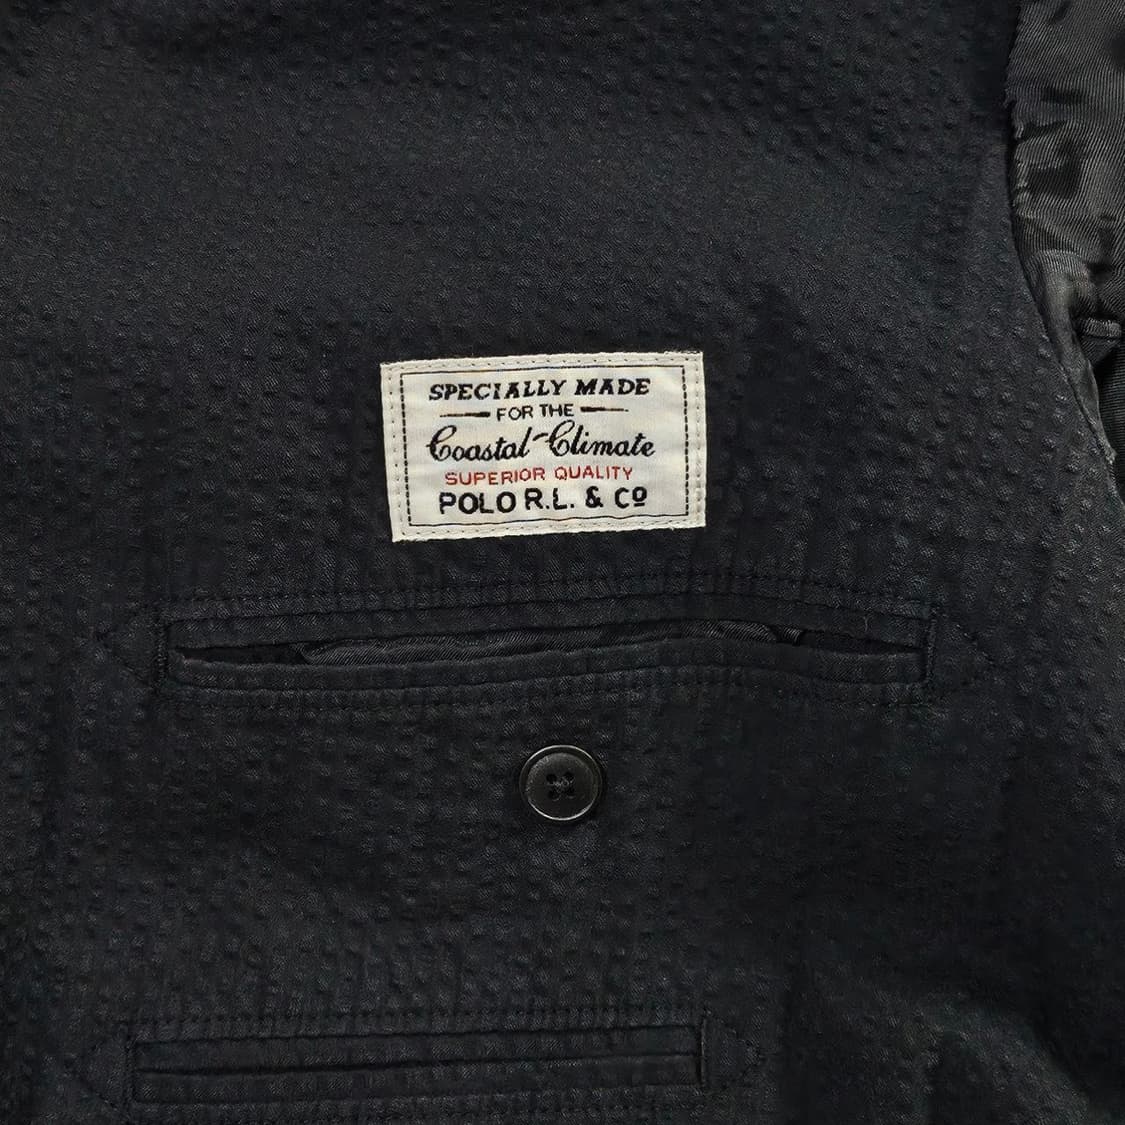 SPECIALLY MADE
FOR THE
Coastal-Climate
SUPERIOR QUALITY
POLO R.L. & Cº